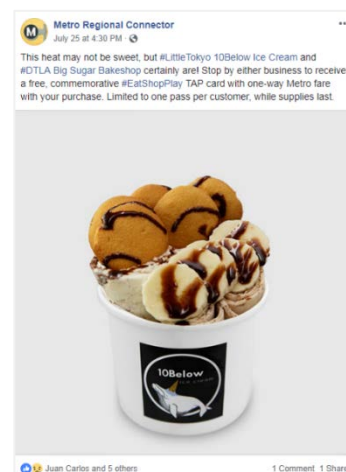 Metro Regional Connector
July 25 at 4:30 PM ·
This heat may not be sweet, but #LittleTokyo 10Below Ice Cream and
#DTLA Big Sugar Bakeshop certainly are! Stop by either business to receive
a free, commemorative #EatShopPlay TAP card with one-way Metro fare
with your purchase. Limited to one pass per customer, while supplies last.
10Below
ice cream
Juan Carlos and 5 others
1 Comment 1 Share